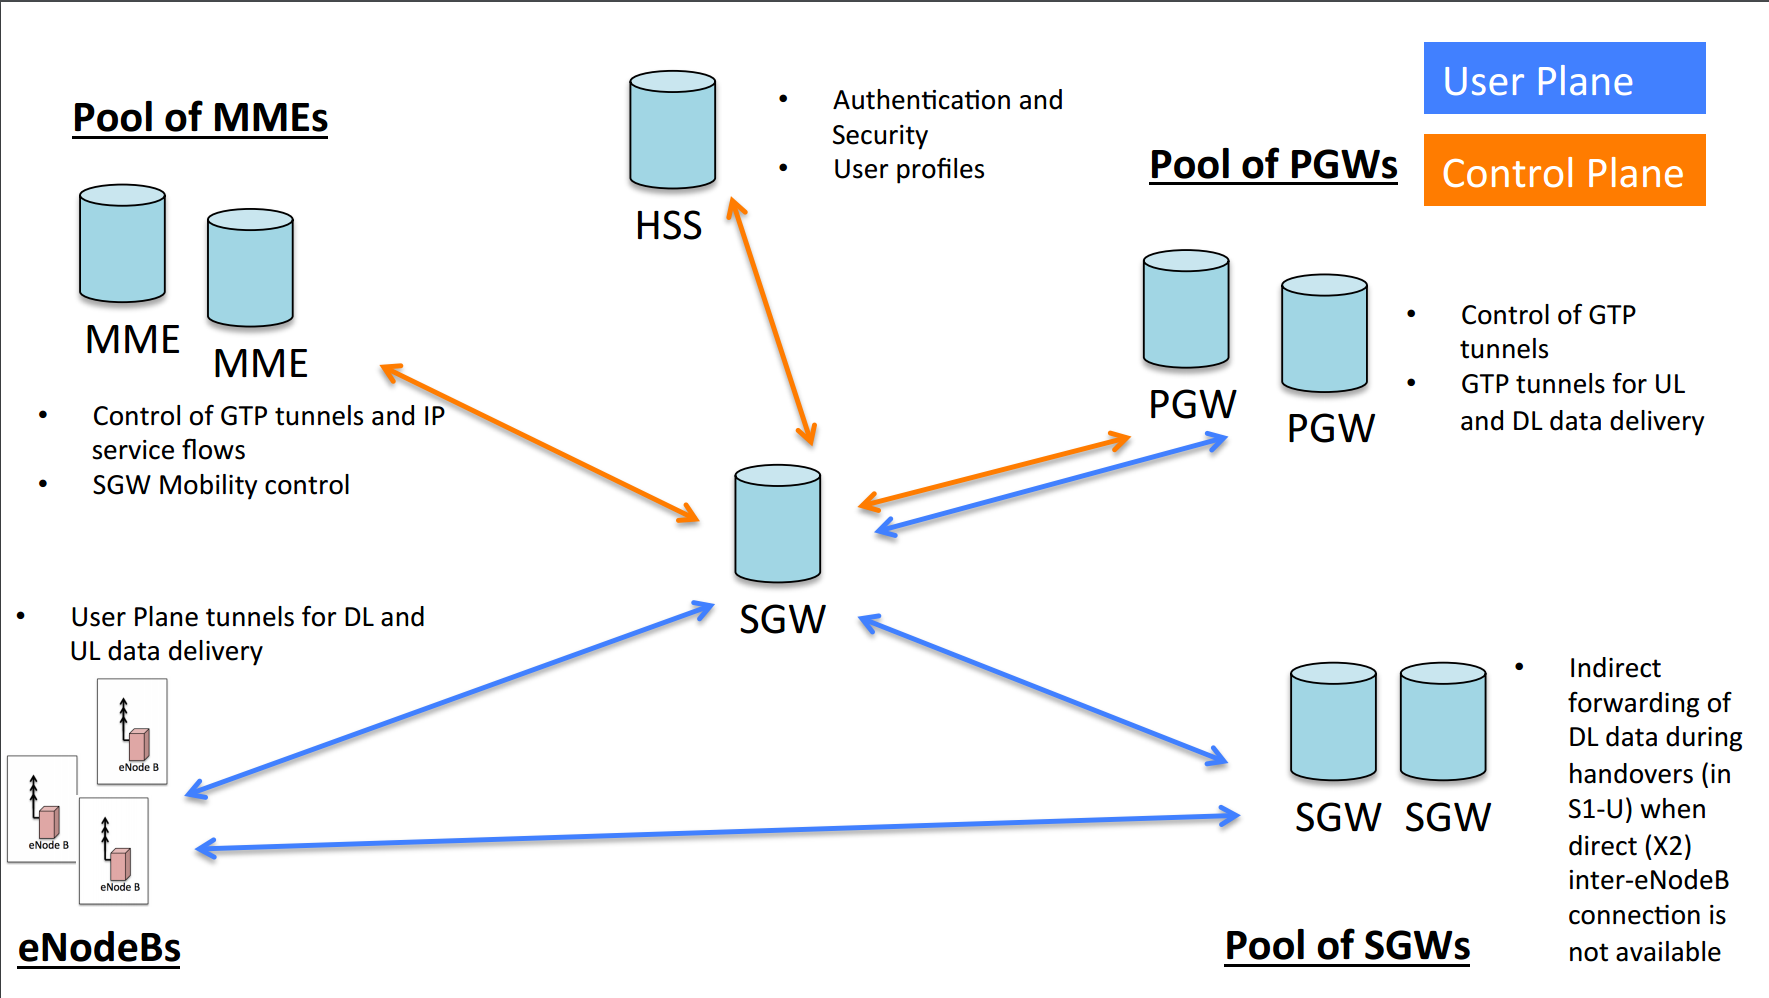 Pool of MMEs
MME
MME
• Control of GTP tunnels and IP
service flows
• SGW Mobility control
HSS
• Authentication and
Security
• User profiles
User Plane
Control Plane
Pool of PGWs
PGW
PGW
• Control of GTP
tunnels
• GTP tunnels for UL
and DL data delivery
SGW
• User Plane tunnels for DL and
UL data delivery
eNode B
eNode B
eNode B
eNodeBs
SGW SGW
Pool of SGWs
• Indirect
forwarding of
DL data during
handovers (in
S1-U) when
direct (X2)
inter-eNodeB
connection is
not available